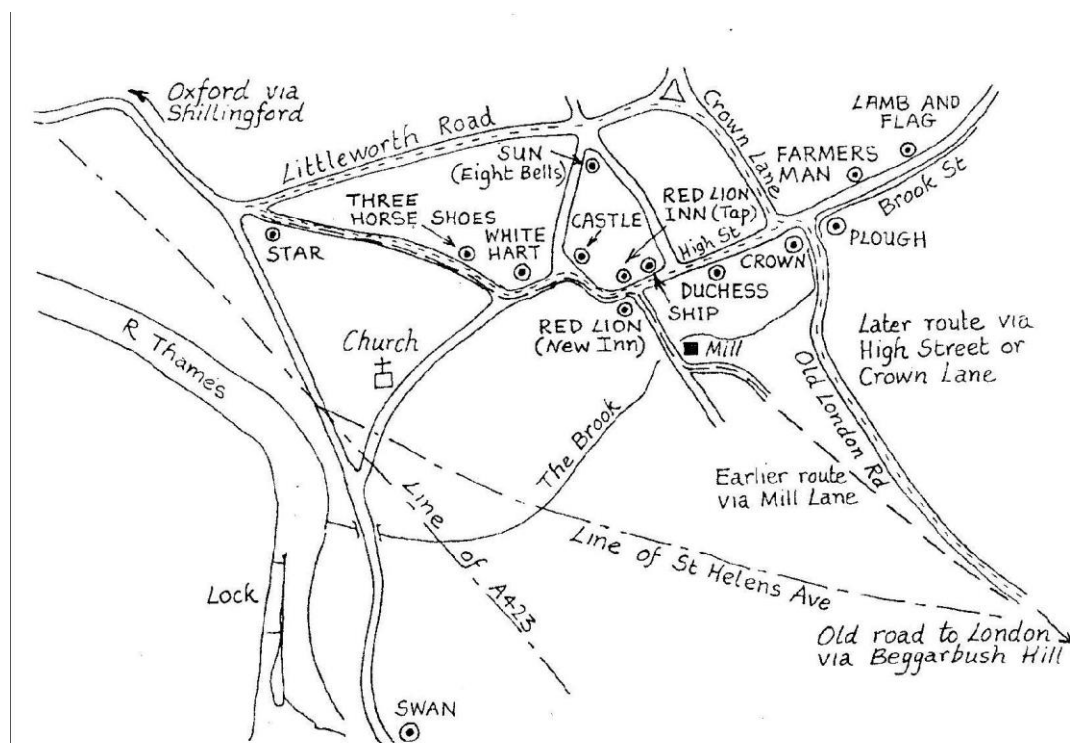 Oxford via
Shillingford
Littleworth Road
Crown Lane
LAMB AND
FLAG
FARMERS
MAN
Brook St
SUN
(Eight Bells)
THREE
HORSE SHOES
RED LION
INN (Tap)
CASTLE
High St
WHITE
HART
STAR
PLOUGH
CROWN
DUCHESS
SHIP
RED LION
(New Inn)
R Thames
Church
Mill
Later route via
High Street or
Crown Lane
Old London Rd
The Brook
Earlier route
via Mill Lane
Line of A423
Line of St Helens Ave
Lock
Old road to London
via Beggarbush Hill
SWAN